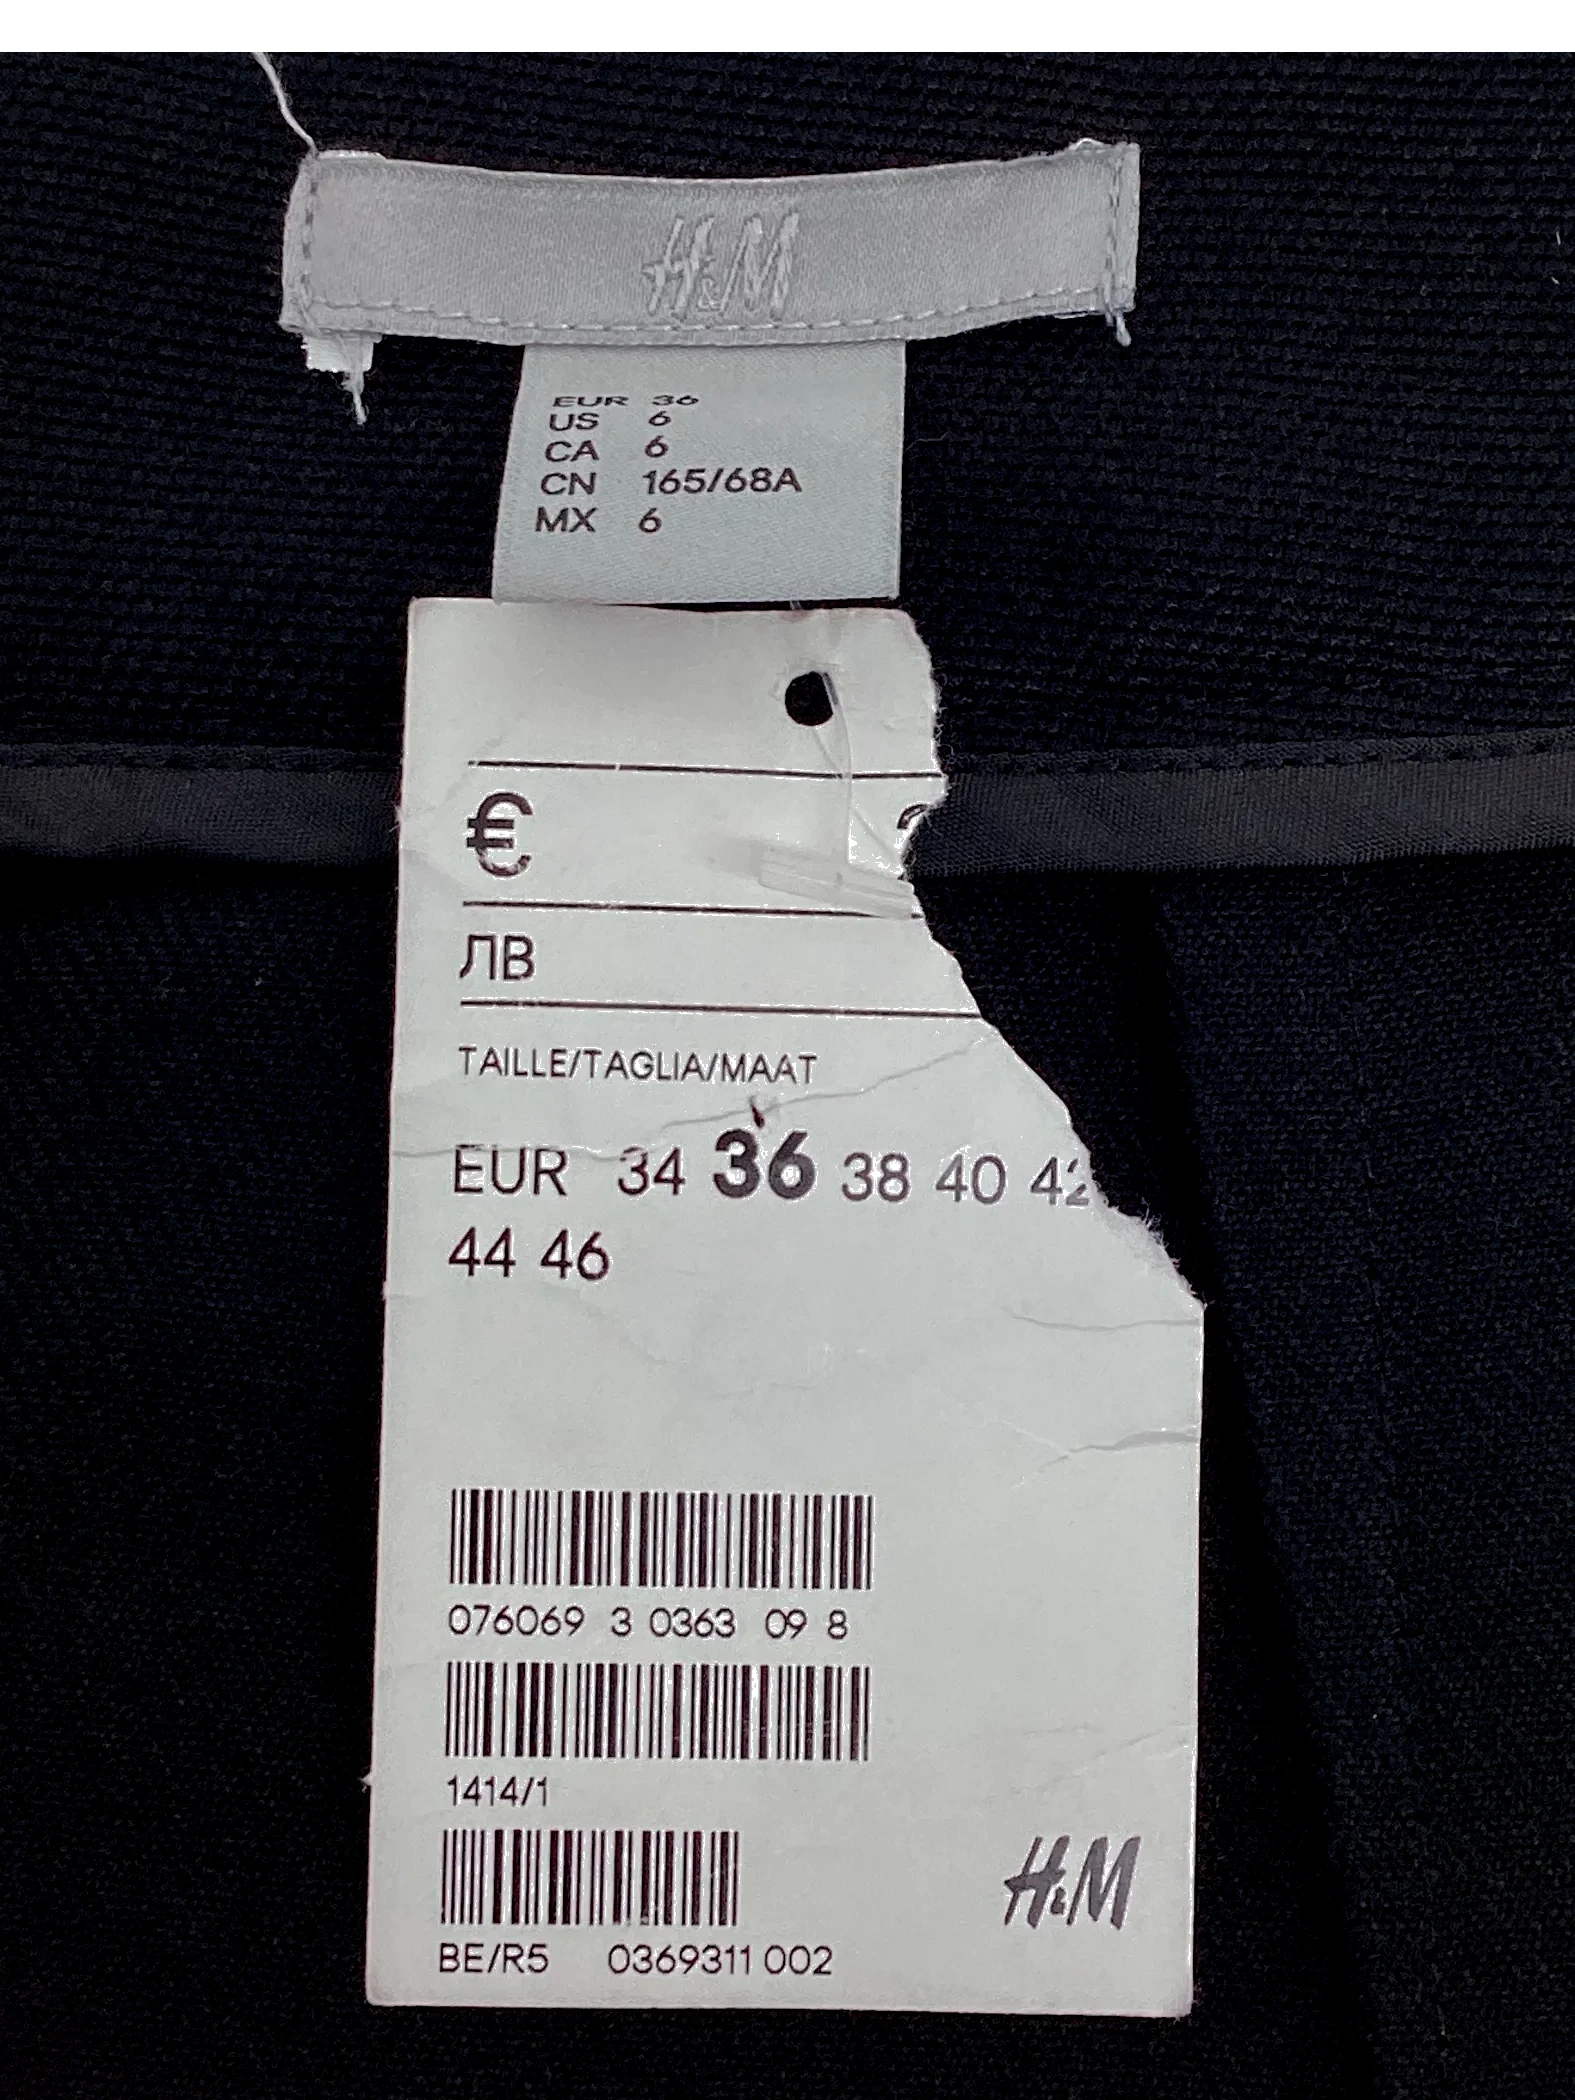 H&M
EUR 36
US 6
CA 6
CN 165/68A
MX 6
€
ЛВ
TAILLE/TAGLIA/MAAT
EUR 34 36 38 40 42
44 46
076069 3 0363 09 8
1414/1
H&M
BE/R5 0369311 002